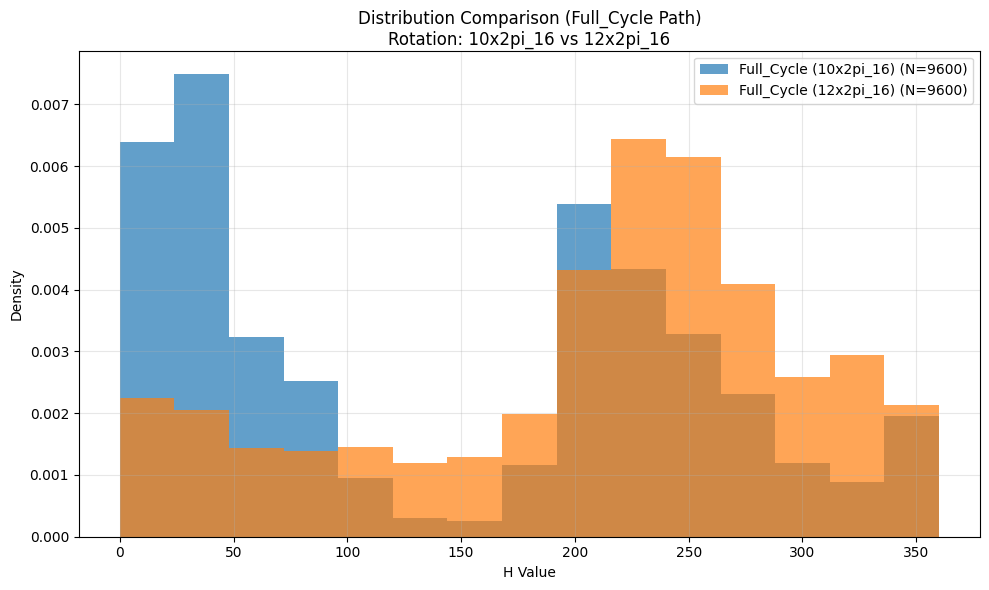 Distribution Comparison (Full_Cycle Path)
Rotation: 10x2pi_16 vs 12x2pi_16
Full_Cycle (10x2pi_16) (N=9600)
Full_Cycle (12x2pi_16) (N=9600)
Density
0.007
0.006
0.005
0.004
0.003
0.002
0.001
0.000
0 50 100 150 200 250 300 350
H Value